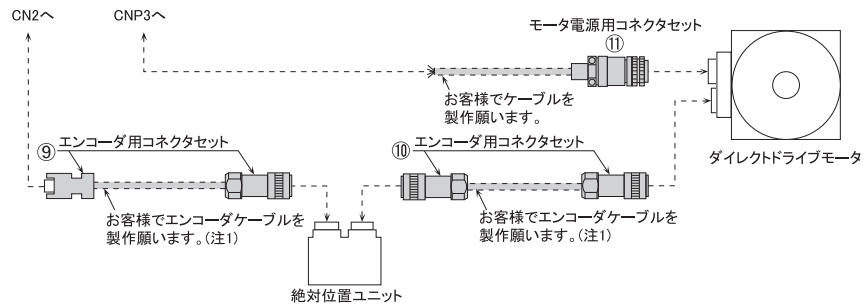 CN2へ
CNP3へ
モータ電源用コネクタセット
⑪
お客様でケーブルを
製作願います。
ダイレクトドライブモータ
⑨
エンコーダ用コネクタセット
⑩
エンコーダ用コネクタセット
お客様でエンコーダケーブルを
製作願います。(注1)
お客様でエンコーダケーブルを
製作願います。(注1)
絶対位置ユニット